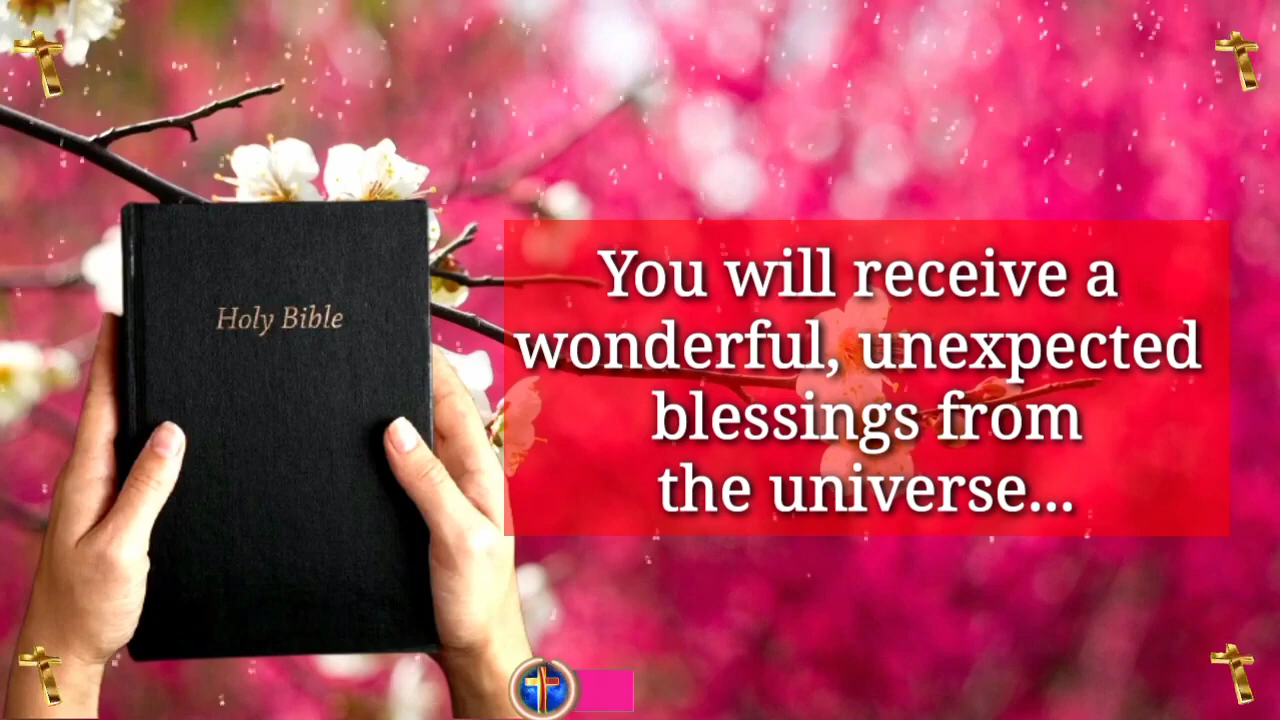 Holy Bible
You will receive a
wonderful, unexpected
blessings from
the universe...